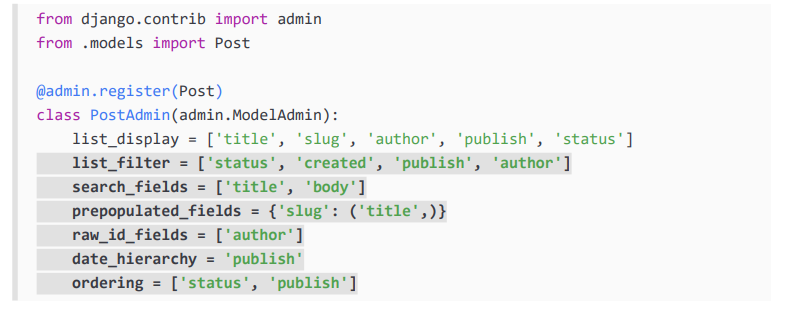 from django.contrib import admin
from .models import Post

@admin.register(Post)
class PostAdmin(admin.ModelAdmin):
    list_display = ['title', 'slug', 'author', 'publish', 'status']
    list_filter = ['status', 'created', 'publish', 'author']
    search_fields = ['title', 'body']
    prepopulated_fields = {'slug': ('title',)}
    raw_id_fields = ['author']
    date_hierarchy = 'publish'
    ordering = ['status', 'publish']